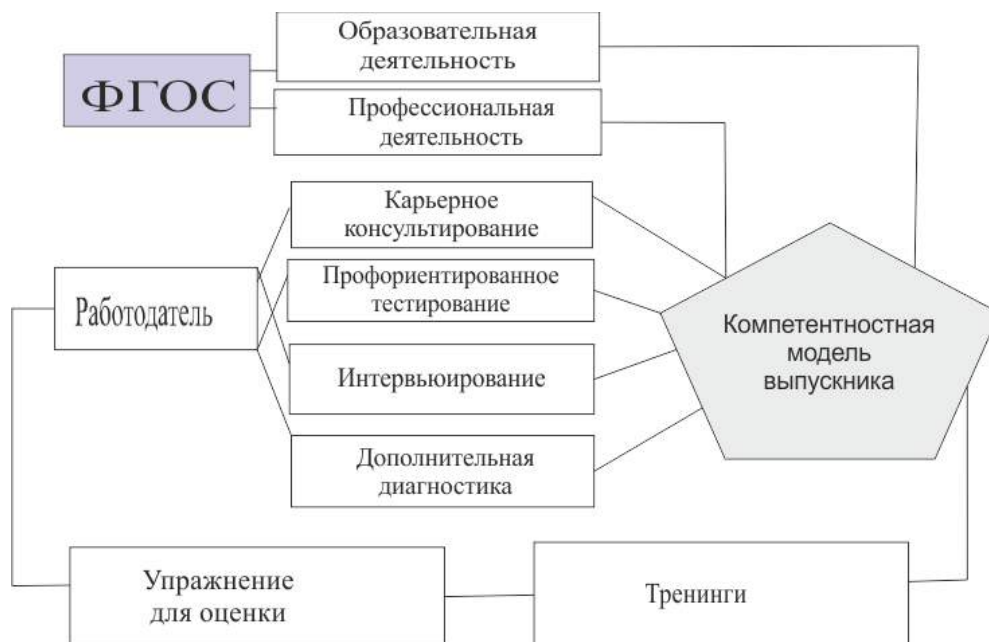 ФГОС
Образовательная
деятельность
Профессиональная
деятельность
Карьерное
консультирование
Работодатель
Профориентированное
тестирование
Интервьюирование
Дополнительная
диагностика
Компетентностная
модель
выпускника
Упражнение
для оценки
Тренинги